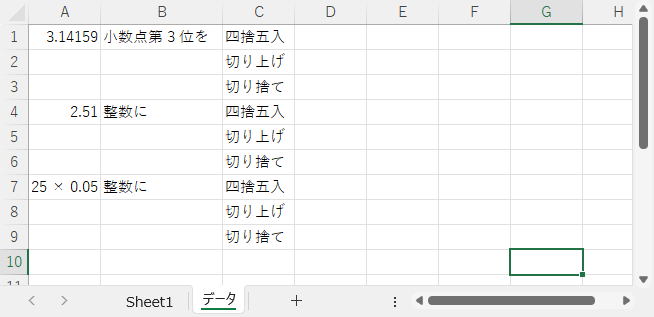 A B C D E F G H
1 3.14159 小数点第3位を 四捨五入
2 切り上げ
3 切り捨て
4 2.51 整数に 四捨五入
5 切り上げ
6 切り捨て
7 25 × 0.05 整数に 四捨五入
8 切り上げ
9 切り捨て
10
11
Sheet1 データ